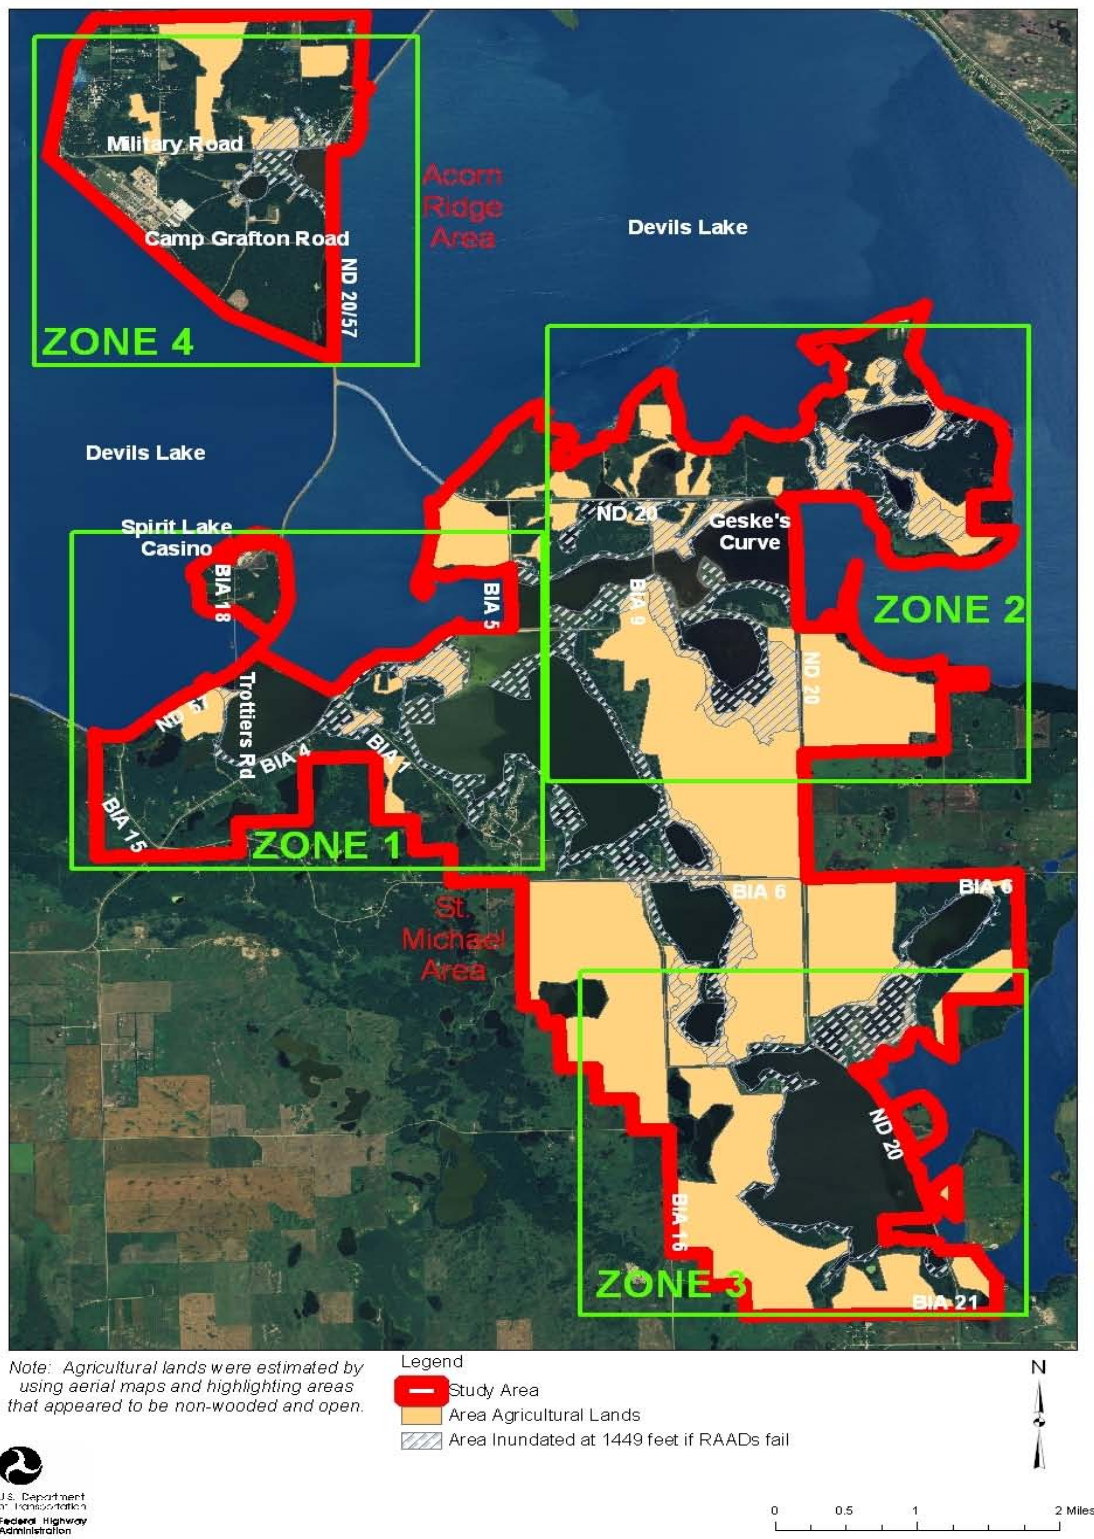 Military Road
Acorn
Ridge
Area
Devils Lake
Camp Grafton Road
ND 20/57
ZONE 4
Devils Lake
ND 20
Geske's
Curve
Spirit Lake
Casino
BIA 18
BIA 5
BIA 9
ZONE 2
ND 20
Trottiers Rd
ND 57
BIA 4
BIA 1
BIA 15
ZONE 1
BIA 6
BIA 6
St.
Michael
Area
ND 20
BIA 16
ZONE 3
BIA 21
Note: Agricultural lands were estimated by
using aerial maps and highlighting areas
that appeared to be non-wooded and open.
Legend
Study Area
Area Agricultural Lands
Area Inundated at 1449 feet if RAADs fail
N
U.S. Department
of Transportation
Federal Highway
Administration
0 0.5 1 2 Miles